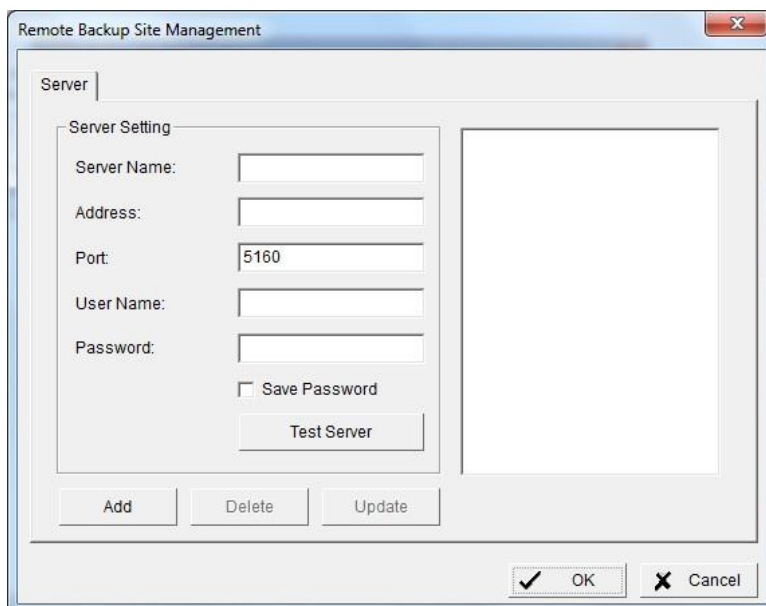 Remote Backup Site Management
Server
Server Setting
Server Name:
Address:
Port: 5160
User Name:
Password:
Save Password
Test Server
Add Delete Update
OK Cancel